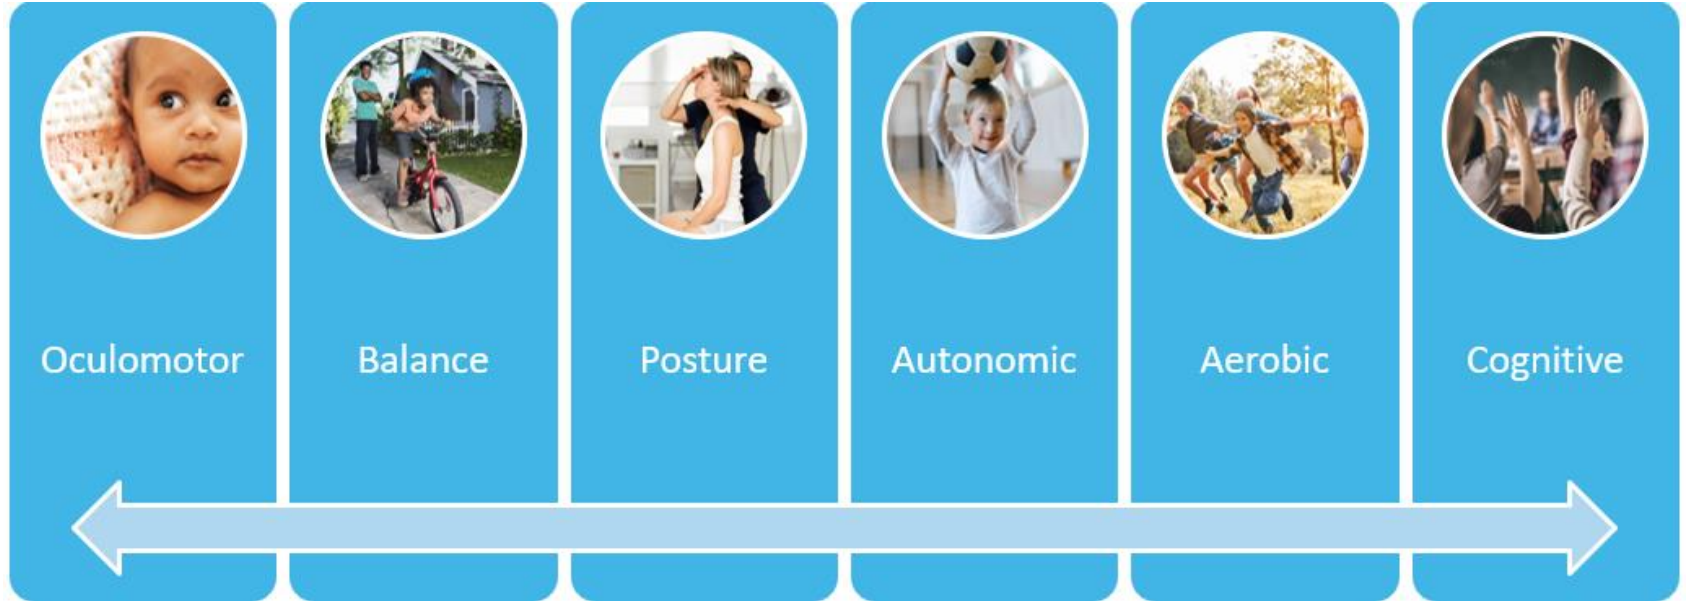 Oculomotor
Balance
Posture
Autonomic
Aerobic
Cognitive